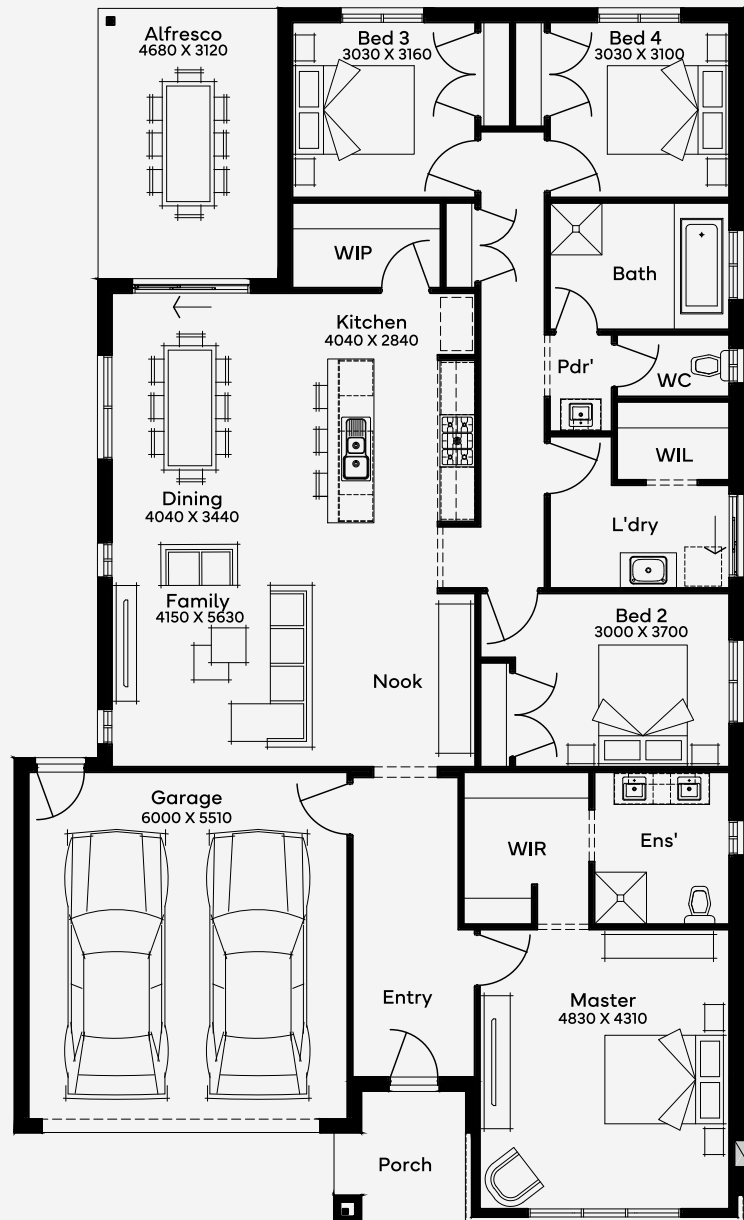 Alfresco
4680 X 3120
Bed 3
3030 X 3160
Bed 4
3030 X 3100
WIP
Bath
Kitchen
4040 X 2840
Pdr'
WC
WIL
Dining
4040 X 3440
L'dry
Family
4150 X 5630
Bed 2
3000 X 3700
Nook
Garage
6000 X 5510
WIR
Ens'
Entry
Master
4830 X 4310
Porch